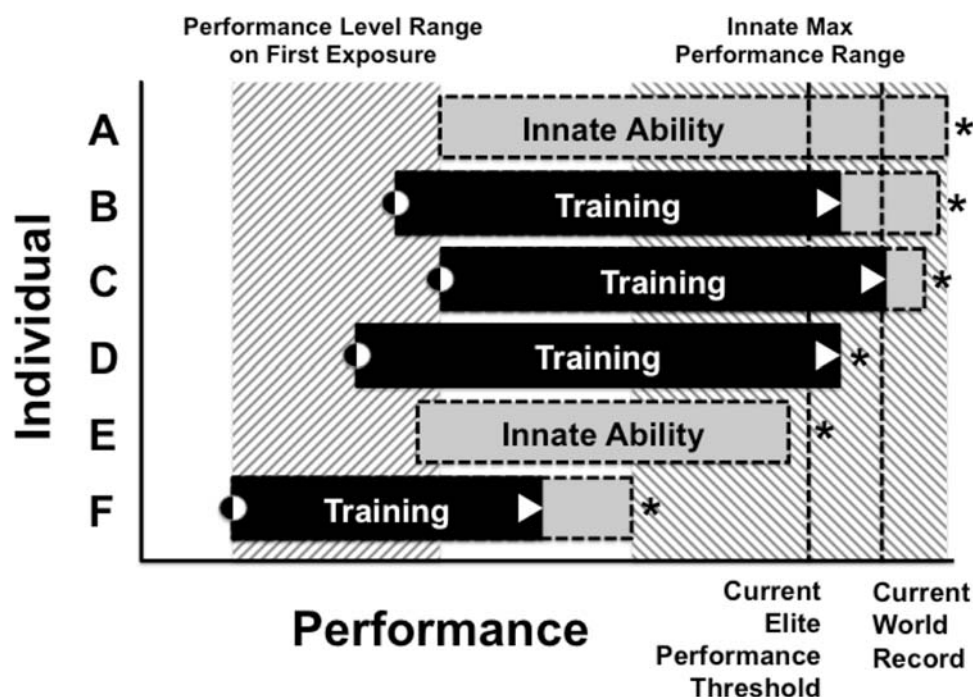 Performance Level Range
on First Exposure
Innate Max
Performance Range
Individual
A
Innate Ability
*
B
Training
*
C
Training
*
D
Training
*
E
Innate Ability
*
F
Training
*
Performance
Current
Elite
Performance
Threshold
Current
World
Record